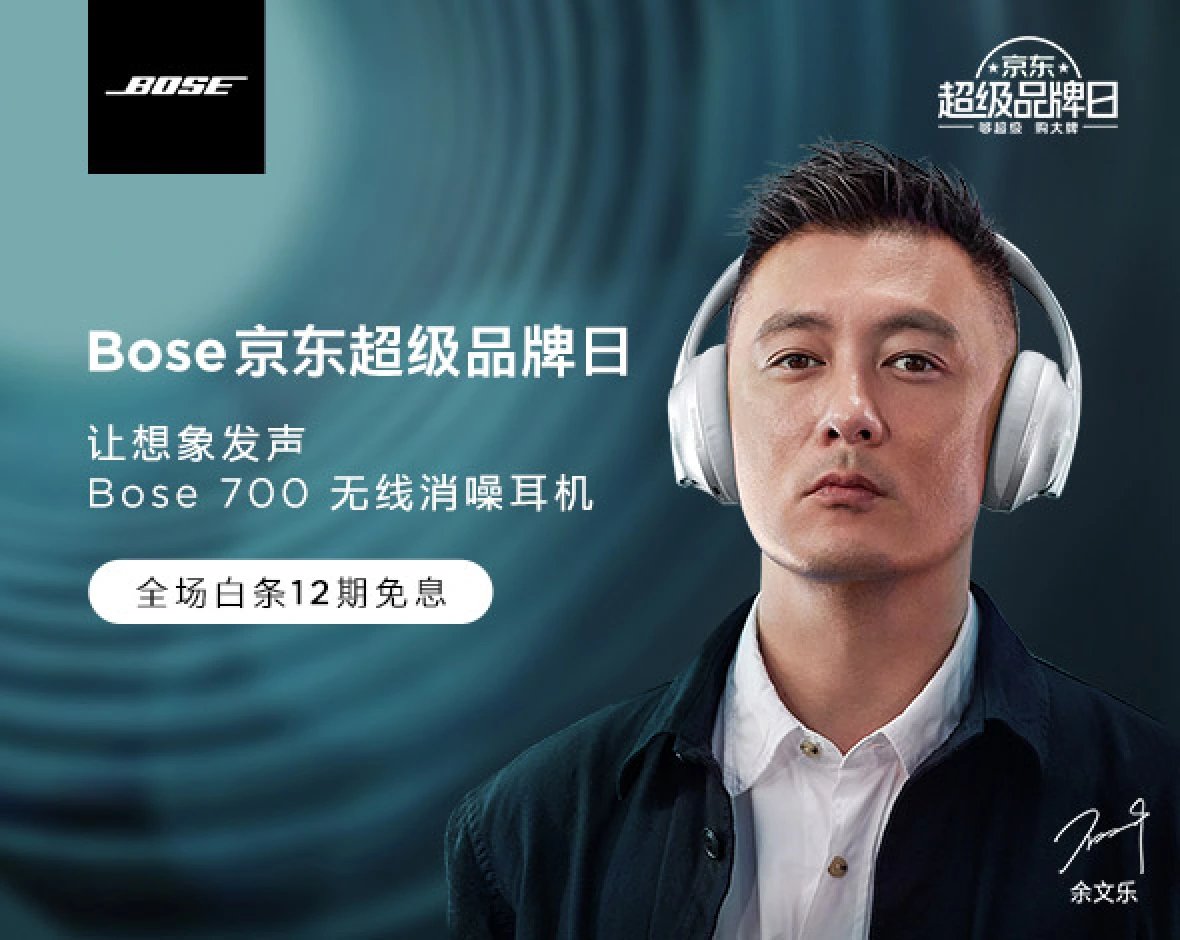 BOSE
京东
超级品牌日
够超级 购大牌
Bose京东超级品牌日
让想象发声
Bose 700 无线消噪耳机
全场白条12期免息
余文乐